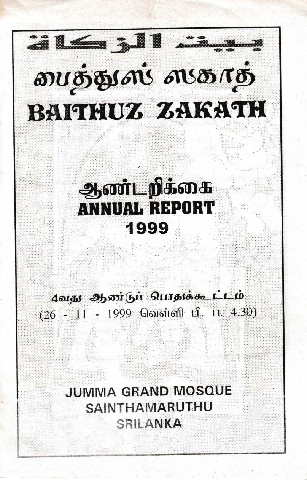 بيت الزكاة
பைத்துஸ் ஸகாத்
BAITHUZ ZAKATH
ஆண்டறிக்கை
ANNUAL REPORT
1999
4வது ஆண்டுப் பொதுக்கூட்டம்
(26 - 11 - 1999 வெள்ளி பி. ப. 4.30)
JUMMA GRAND MOSQUE
SAINTHAMARUTHU
SRILANKA